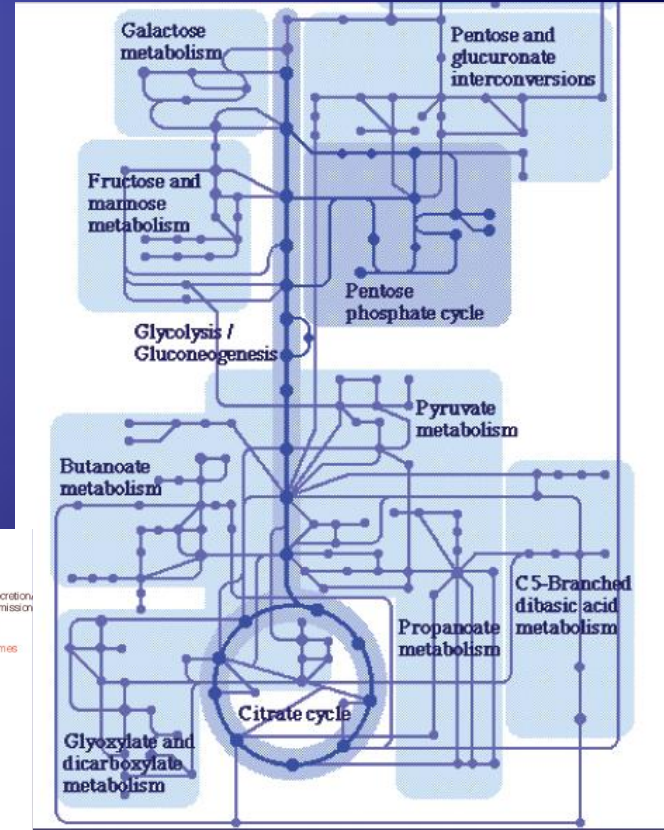 Galactose
metabolism
Pentose and
glucuronate
interconversions
Fructose and
mannose
metabolism
Pentose
phosphate cycle
Glycolysis /
Gluconeogenesis
Pyruvate
metabolism
Butanoate
metabolism
C5-Branched
dibasic acid
metabolism
Propanoate
metabolism
Citrate cycle
Glyoxylate and
dicarboxylate
metabolism